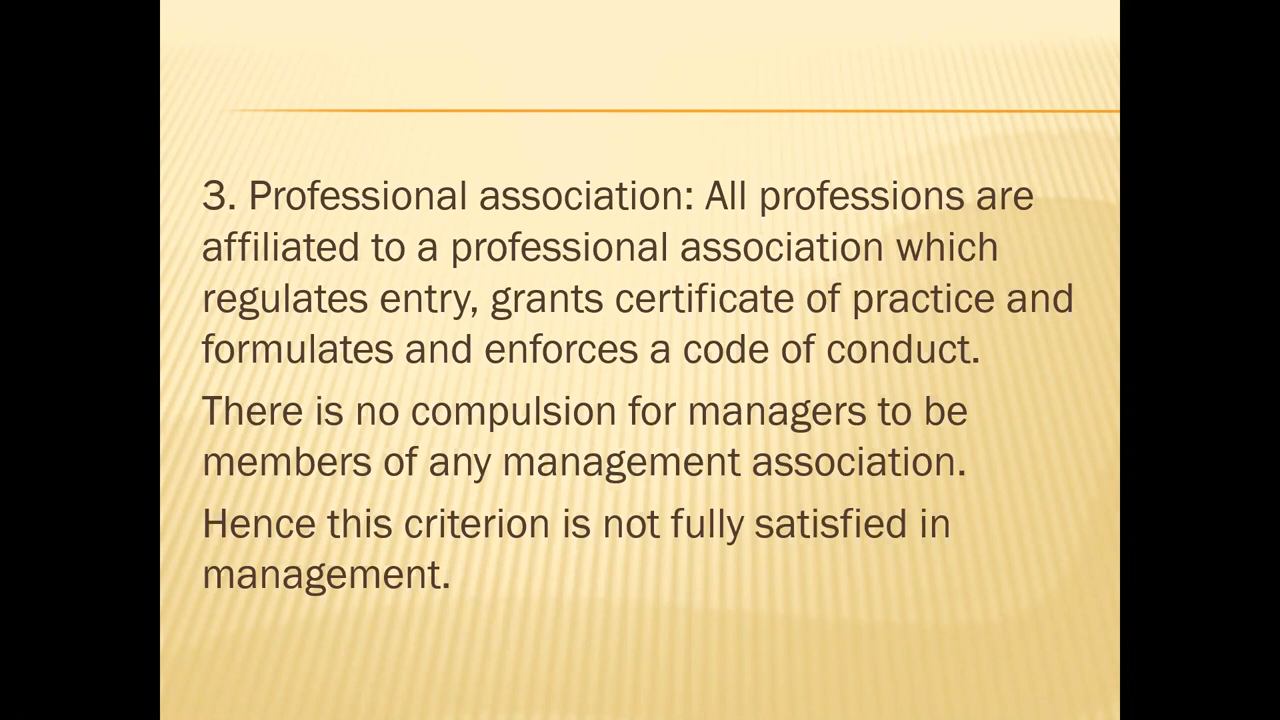 3. Professional association: All professions are
affiliated to a professional association which
regulates entry, grants certificate of practice and
formulates and enforces a code of conduct.
There is no compulsion for managers to be
members of any management association.
Hence this criterion is not fully satisfied in
management.